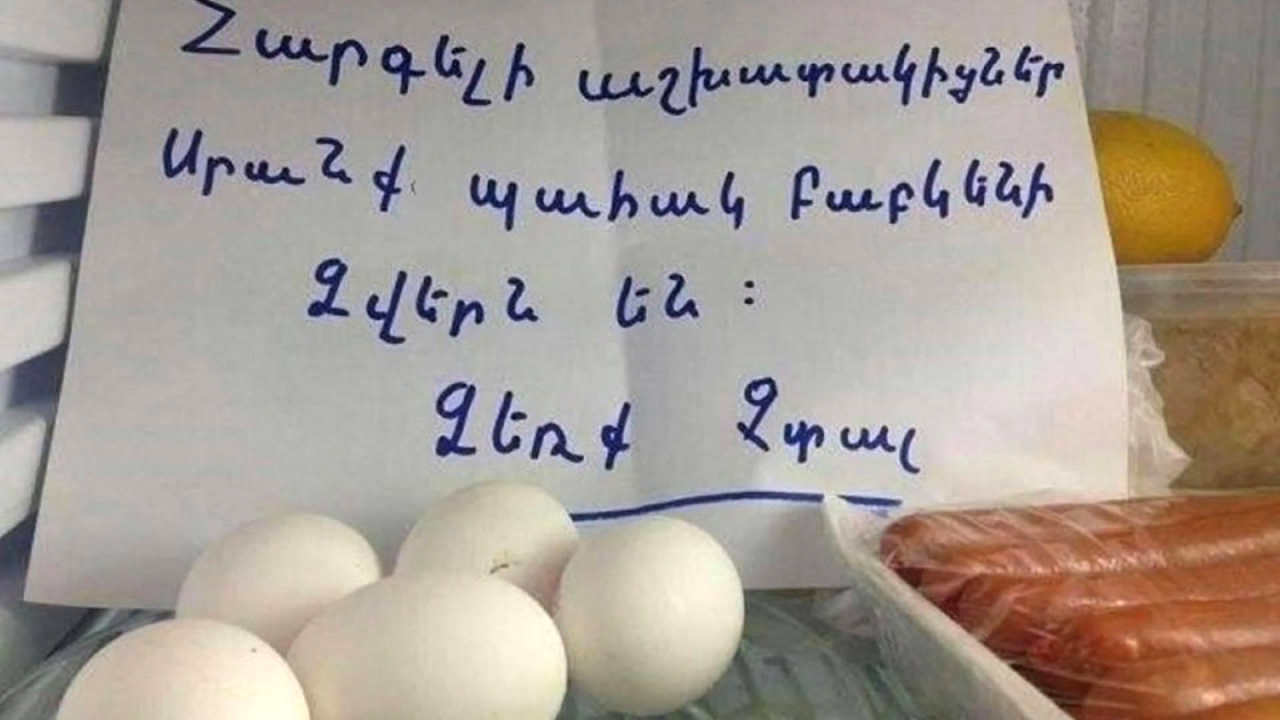 Հարգելի աշխատակիցներ
Սրանք պահակ Բաբկենի
Ձվերն են։
Ձեռք Չտալ